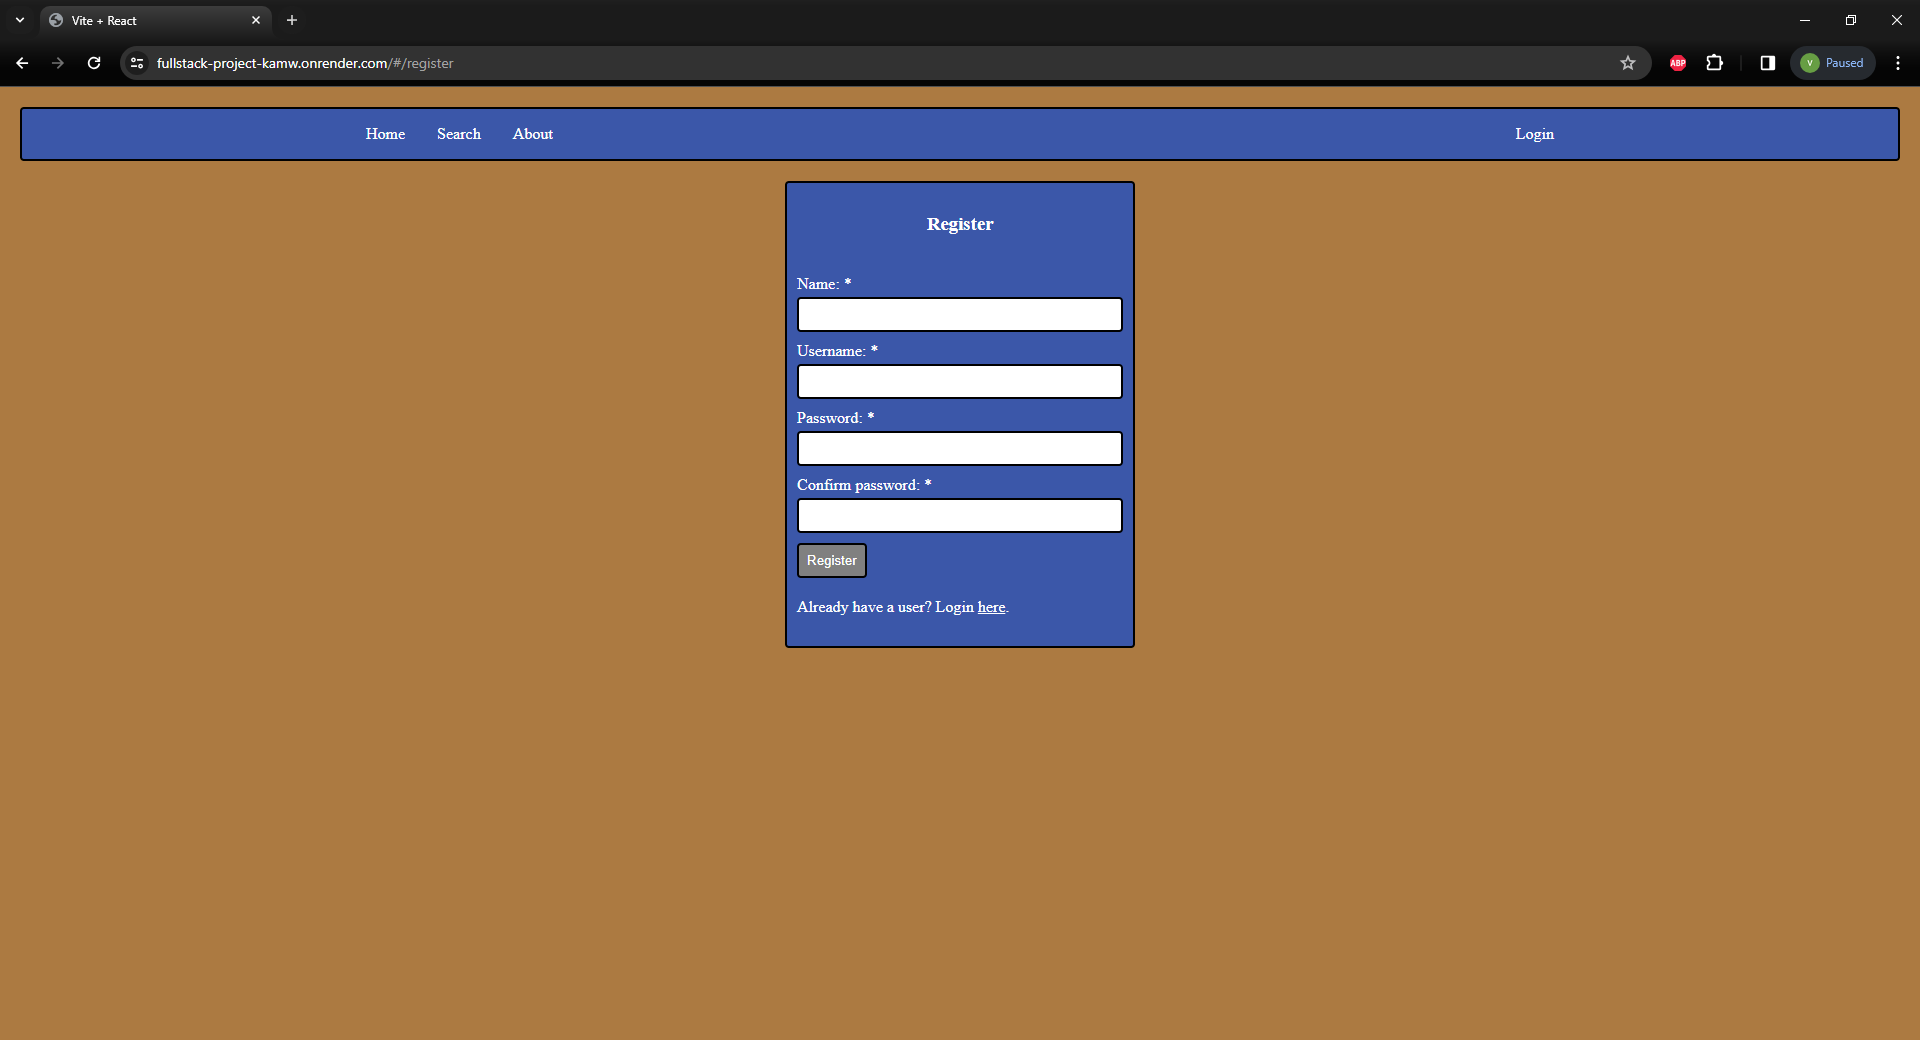 Vite + React
fullstack-project-kamw.onrender.com/#/register
ABP
V
Paused
Home Search About Login
Register
Name: *
Username: *
Password: *
Confirm password: *
Register
Already have a user? Login here.